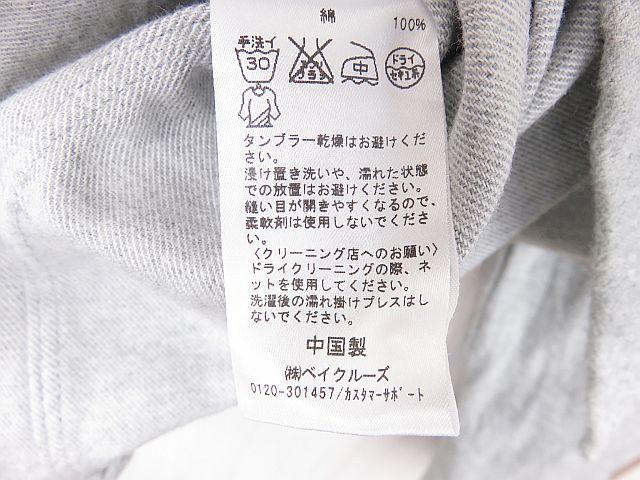 綿 100%
手洗イ
30
エンソ
サラシ
中
ドライ
セキユ系
タンブラー乾燥はお避けくだ
さい。
浸け置き洗いや、濡れた状態
での放置はお避けください。
縫い目が開きやすくなるので、
柔軟剤は使用しないでくださ
い。
〈クリーニング店へのお願い〉
ドライクリーニングの際、ネ
ットを使用してください。
洗濯後の濡れ掛けプレスはし
ないでください。
中国製
㈱ベイクルーズ
0120-301457/カスタマーサポート